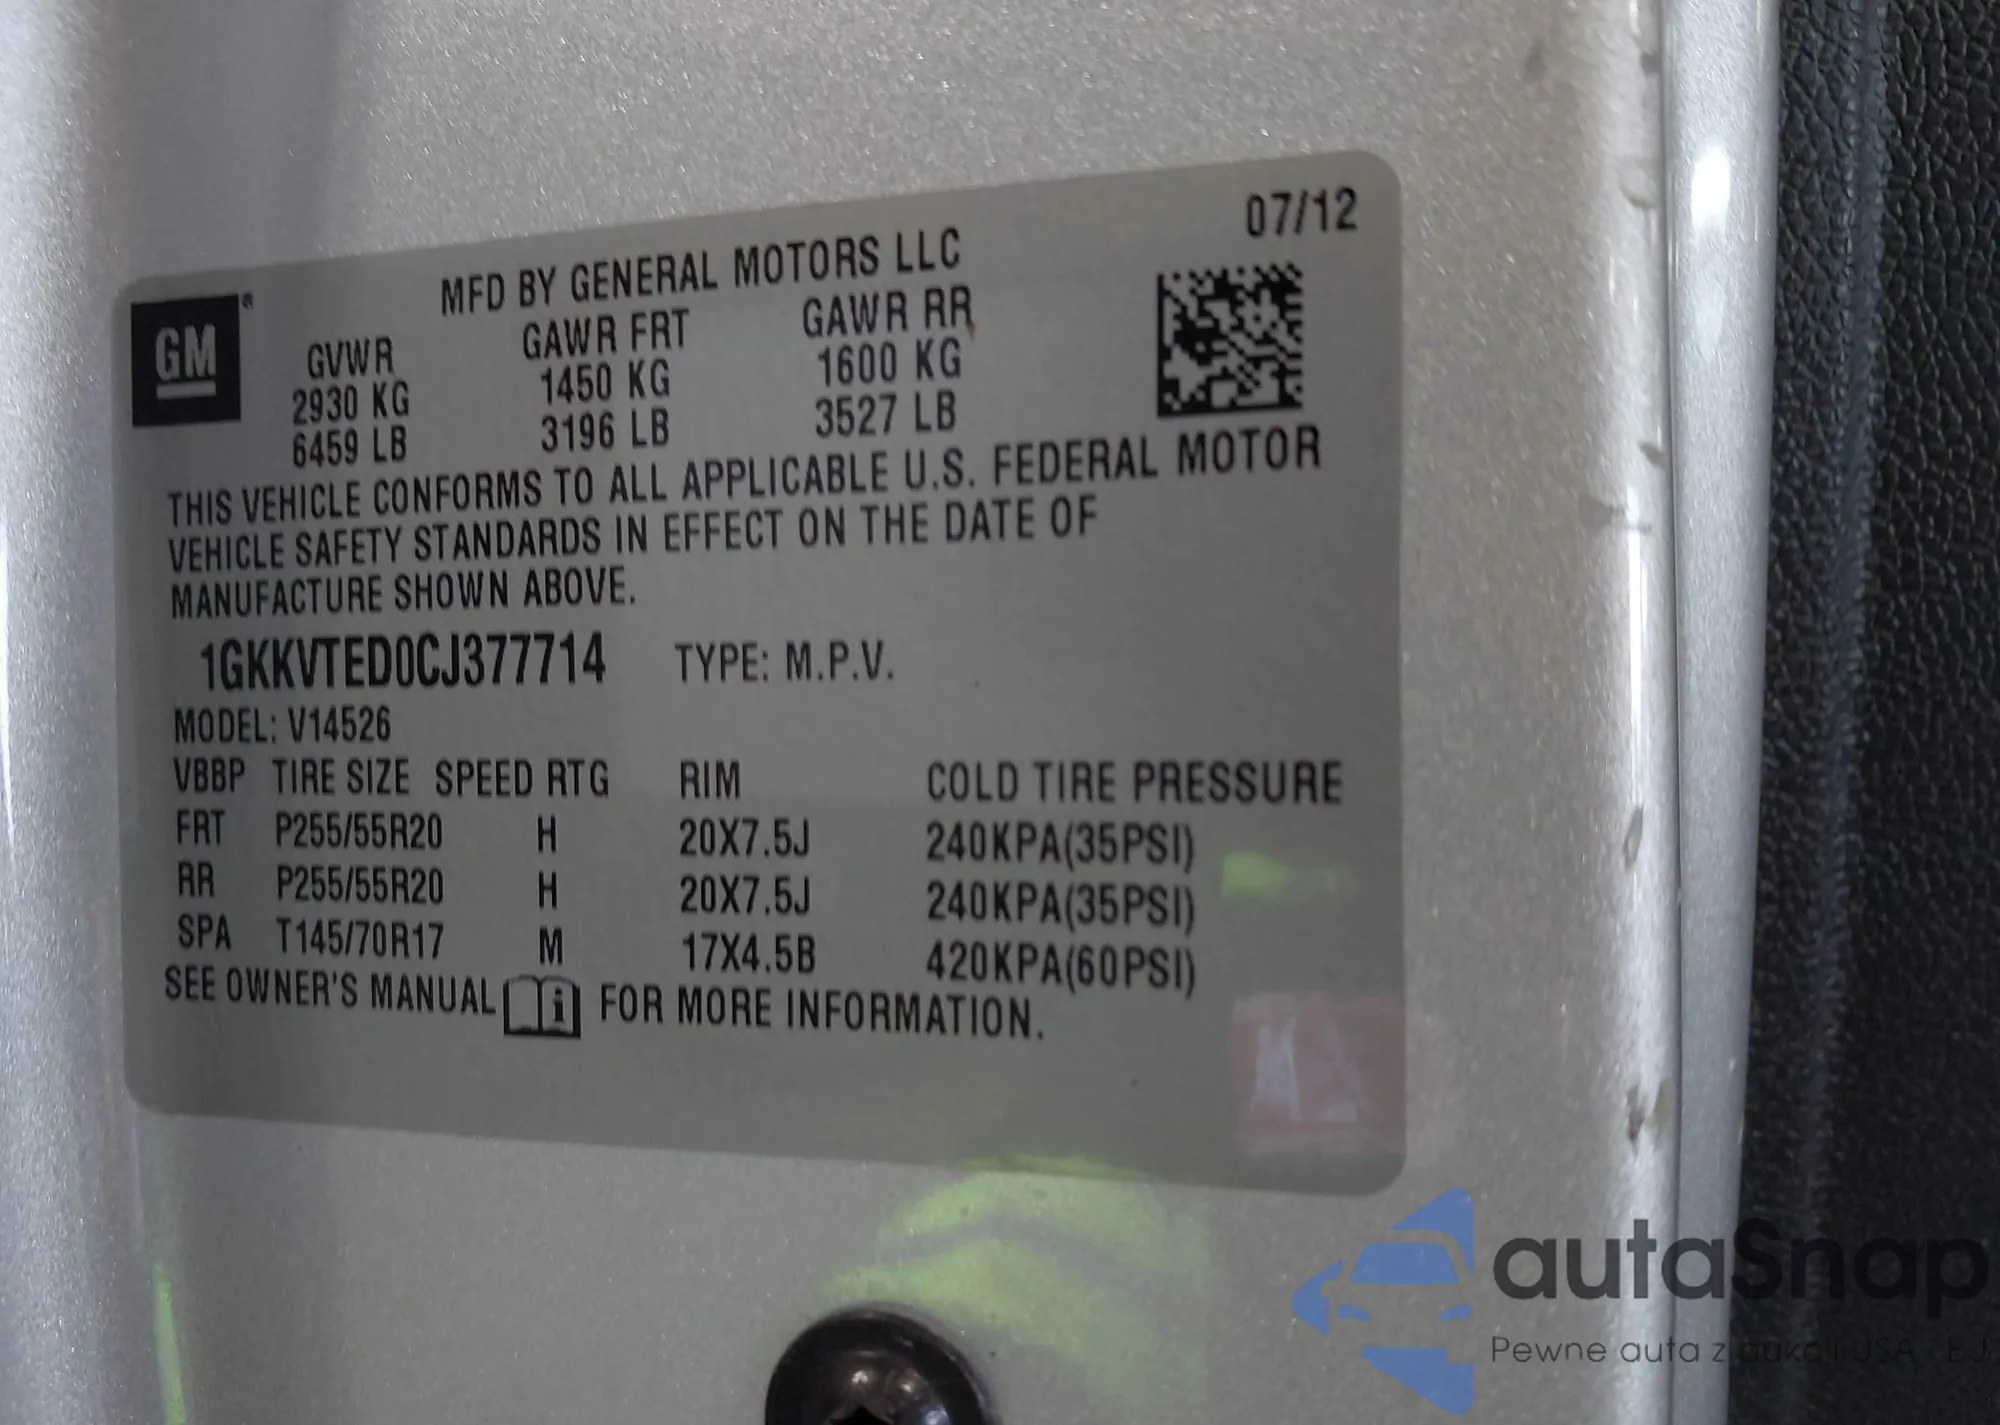 07/12
MFD BY GENERAL MOTORS LLC
GM®
GVWR GAWR FRT GAWR RR
2930 KG 1450 KG 1600 KG
6459 LB 3196 LB 3527 LB
THIS VEHICLE CONFORMS TO ALL APPLICABLE U.S. FEDERAL MOTOR
VEHICLE SAFETY STANDARDS IN EFFECT ON THE DATE OF
MANUFACTURE SHOWN ABOVE.
1GKKVTED0CJ377714 TYPE: M.P.V.
MODEL: V14526
VBBP TIRE SIZE SPEED RTG RIM COLD TIRE PRESSURE
FRT P255/55R20 H 20X7.5J 240KPA(35PSI)
RR P255/55R20 H 20X7.5J 240KPA(35PSI)
SPA T145/70R17 M 17X4.5B 420KPA(60PSI)
SEE OWNER'S MANUAL i FOR MORE INFORMATION.
autaSnap
Pewne auta z USA